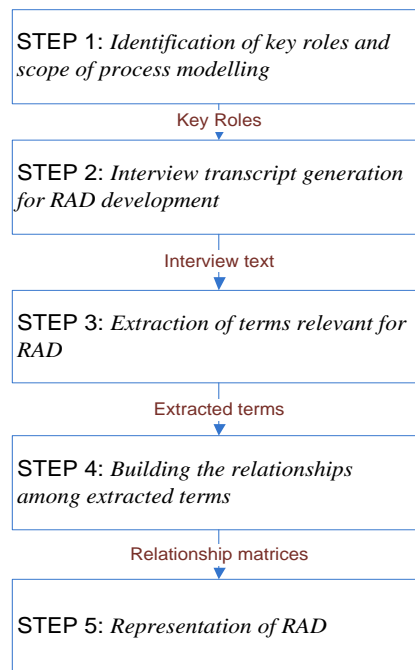 STEP 1: Identification of key roles and
scope of process modelling
Key Roles
STEP 2: Interview transcript generation
for RAD development
Interview text
STEP 3: Extraction of terms relevant for
RAD
Extracted terms
STEP 4: Building the relationships
among extracted terms
Relationship matrices
STEP 5: Representation of RAD